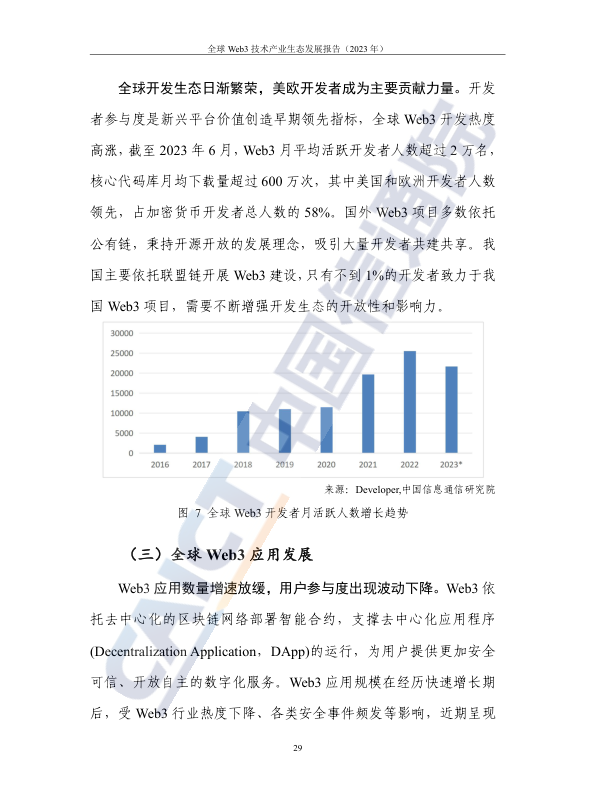 全球 Web3 技术产业生态发展报告（2023 年）
全球开发生态日渐繁荣，美欧开发者成为主要贡献力量。开发
者参与度是新兴平台价值创造早期领先指标，全球 Web3 开发热度
高涨，截至 2023 年 6 月，Web3 月平均活跃开发者人数超过 2 万名，
核心代码库月均下载量超过 600 万次，其中美国和欧洲开发者人数
领先，占加密货币开发者总人数的 58%。国外 Web3 项目多数依托
公有链，秉持开源开放的发展理念，吸引大量开发者共建共享。我
国主要依托联盟链开展 Web3 建设，只有不到 1%的开发者致力于我
国 Web3 项目，需要不断增强开发生态的开放性和影响力。
30000
25000
20000
15000
10000
5000
0
2016 2017 2018 2019 2020 2021 2022 2023*
来源：Developer,中国信息通信研究院
图 7 全球 Web3 开发者月活跃人数增长趋势
（三）全球 Web3 应用发展
Web3 应用数量增速放缓，用户参与度出现波动下降。Web3 依
托去中心化的区块链网络部署智能合约，支撑去中心化应用程序
(Decentralization Application，DApp)的运行，为用户提供更加安全
可信、开放自主的数字化服务。Web3 应用规模在经历快速增长期
后，受 Web3 行业热度下降、各类安全事件频发等影响，近期呈现
29
CAICT 中国信通院